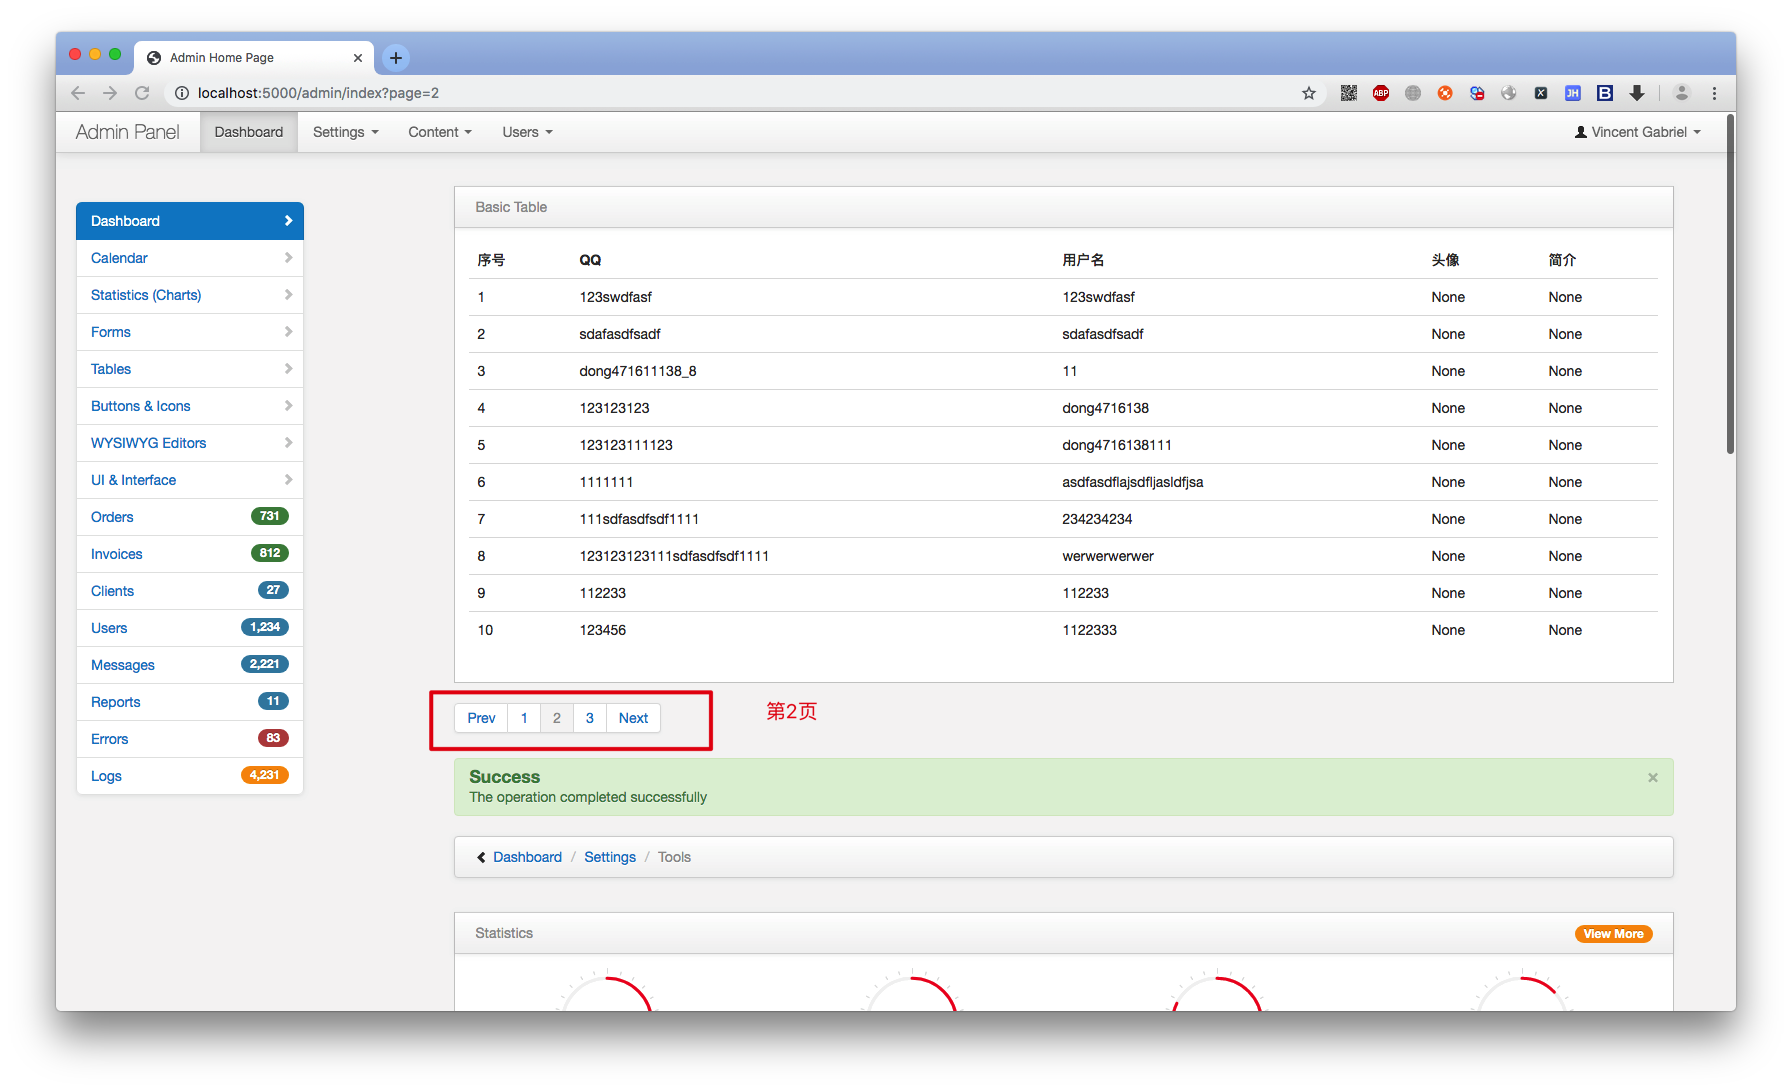 Admin Home Page
localhost:5000/admin/index?page=2
ABP
JH
B
Admin Panel Dashboard Settings Content Users Vincent Gabriel
Dashboard
Calendar
Statistics (Charts)
Forms
Tables
Buttons & Icons
WYSIWYG Editors
UI & Interface
Orders 731
Invoices 812
Clients 27
Users 1,234
Messages 2,221
Reports 11
Errors 83
Logs 4,231
Basic Table
序号 QQ 用户名 头像 简介
1 123swdfasf 123swdfasf None None
2 sdafasdfsadf sdafasdfsadf None None
3 dong471611138_8 11 None None
4 123123123 dong4716138 None None
5 123123111123 dong4716138111 None None
6 1111111 asdfasdflajsdfljasldfjsa None None
7 111sdfasdfsdf1111 234234234 None None
8 123123123111sdfasdfsdf1111 werwerwerwer None None
9 112233 112233 None None
10 123456 1122333 None None
Prev 1 2 3 Next 第2页
Success
The operation completed successfully
Dashboard / Settings / Tools
Statistics View More